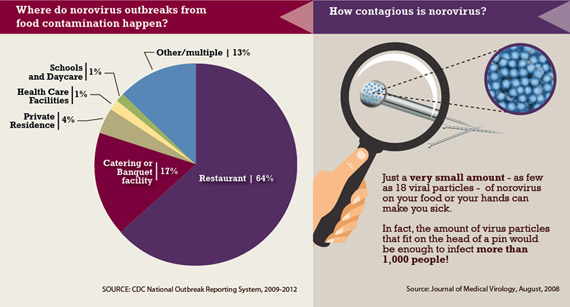 Where do norovirus outbreaks from
food contamination happen?
Other/multiple | 13%
Schools
and Daycare | 1%
Health Care
Facilities | 1%
Private
Residence | 4%
Catering or
Banquet | 17%
facility
Restaurant | 64%
SOURCE: CDC National Outbreak Reporting System, 2009-2012
How contagious is norovirus?
Just a very small amount - as few
as 18 viral particles - of norovirus
on your food or your hands can
make you sick.
In fact, the amount of virus particles
that fit on the head of a pin would
be enough to infect more than
1,000 people!
Source: Journal of Medical Virology, August, 2008